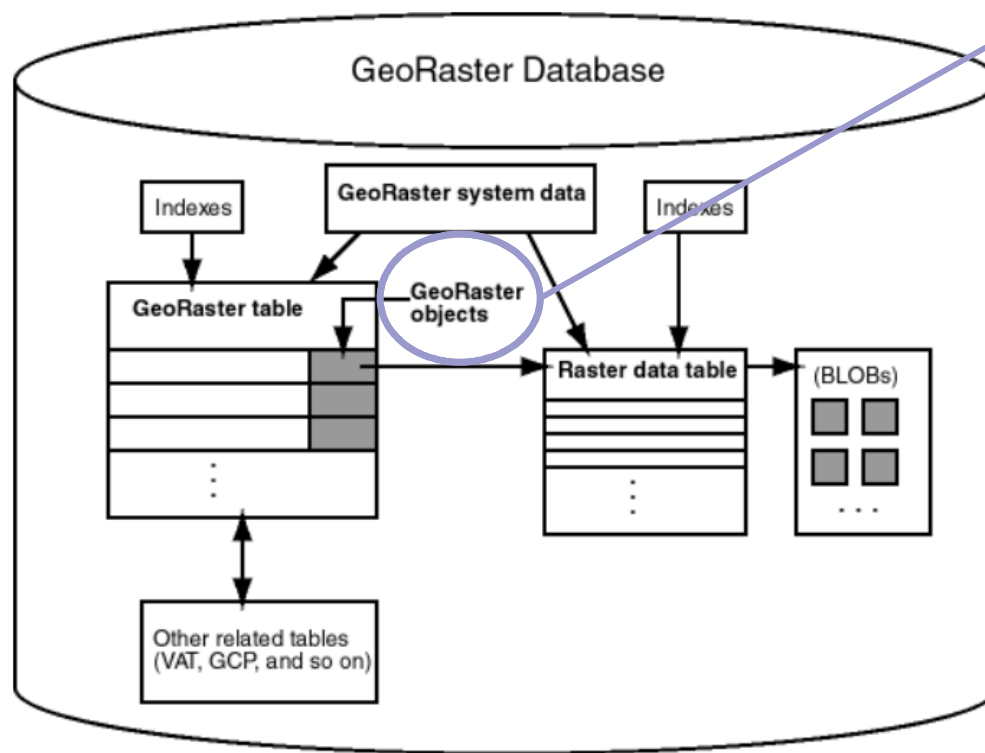 GeoRaster Database
Indexes
GeoRaster system data
Indexes
GeoRaster table
GeoRaster
objects
Raster data table
(BLOBs)
. . .
Other related tables
(VAT, GCP, and so on)